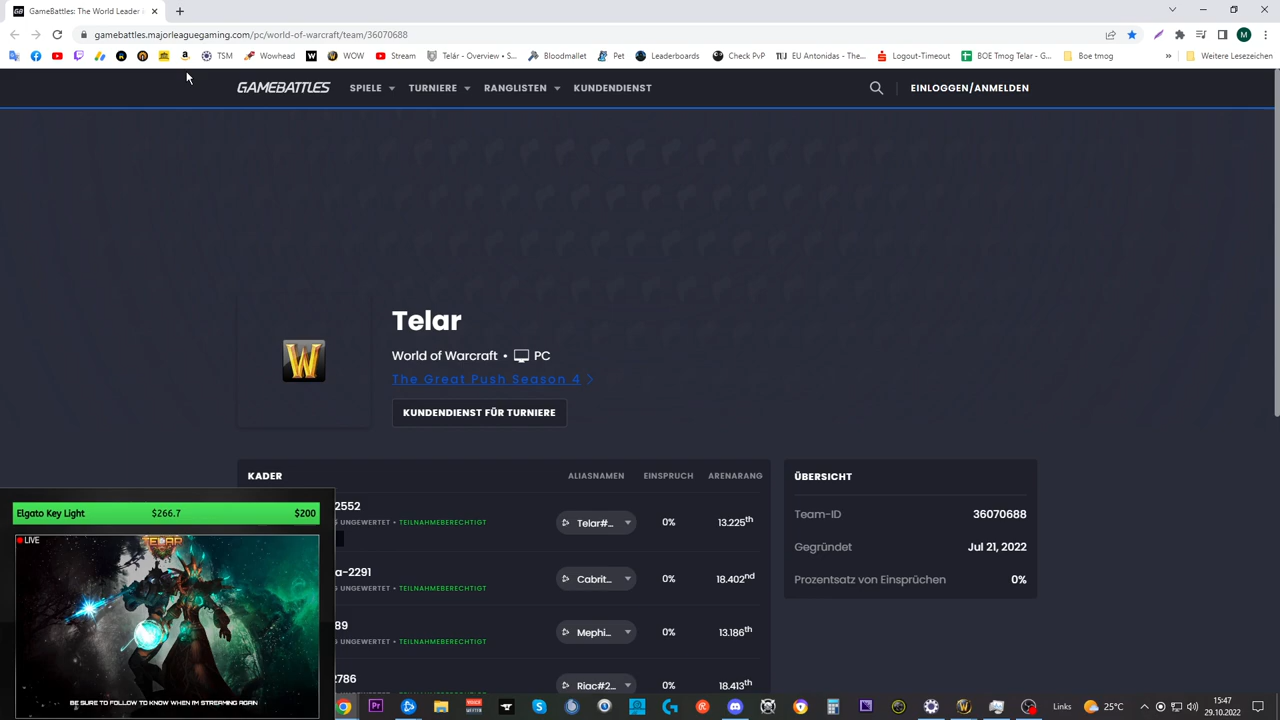 GameBattles: The World Leader
gamebattles.majorleaguegaming.com/pc/world-of-warcraft/team/36070688
TSM
Wowhead
WOW
Stream
Telár - Overview • S...
Bloodmallet
Pet
Leaderboards
Check PvP
EU Antonidas - The...
Logout-Timeout
BOE Tmog Telar - G...
Boe tmog
»
Weitere Lesezeichen
GAMEBATTLES
SPIELE
TURNIERE
RANGLISTEN
KUNDENDIENST
EINLOGGEN/ANMELDEN
Telar
World of Warcraft • PC
The Great Push Season 4
KUNDENDIENST FÜR TURNIERE
KADER
ALIASNAMEN
EINSPRUCH
ARENARANG
2552
UNGEWERTET • TEILNAHMEBERECHTIGT
Telar#...
0%
13.225th
a-2291
UNGEWERTET • TEILNAHMEBERECHTIGT
Cabrit...
0%
18.402nd
89
UNGEWERTET • TEILNAHMEBERECHTIGT
Mephi...
0%
13.186th
2786
Riac#2...
0%
18.413th
ÜBERSICHT
Team-ID 36070688
Gegründet Jul 21, 2022
Prozentsatz von Einsprüchen 0%
Elgato Key Light $266.7 $200
LIVE
TELAR
BE SURE TO FOLLOW TO KNOW WHEN I'M STREAMING AGAIN
Links
25°C
15:47
29.10.2022